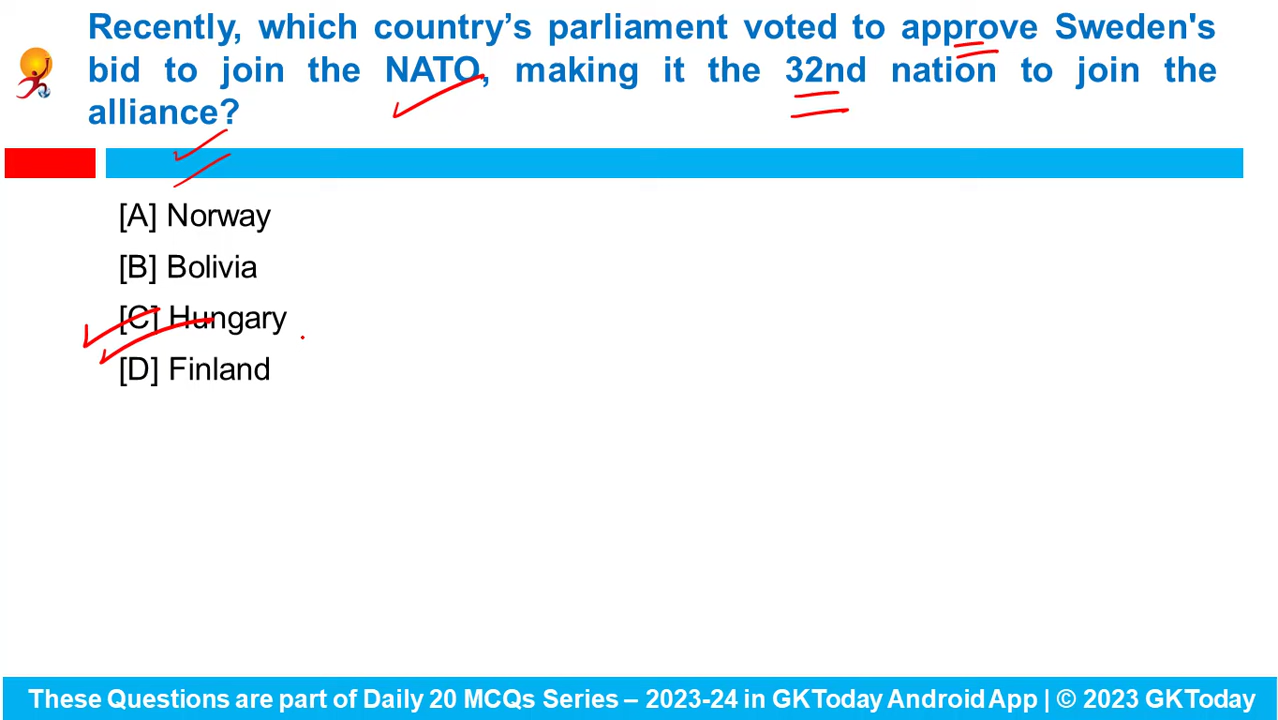 Recently, which country’s parliament voted to approve Sweden's
bid to join the NATO, making it the 32nd nation to join the
alliance?
[A] Norway
[B] Bolivia
[C] Hungary
[D] Finland
These Questions are part of Daily 20 MCQs Series – 2023-24 in GKToday Android App | © 2023 GKToday